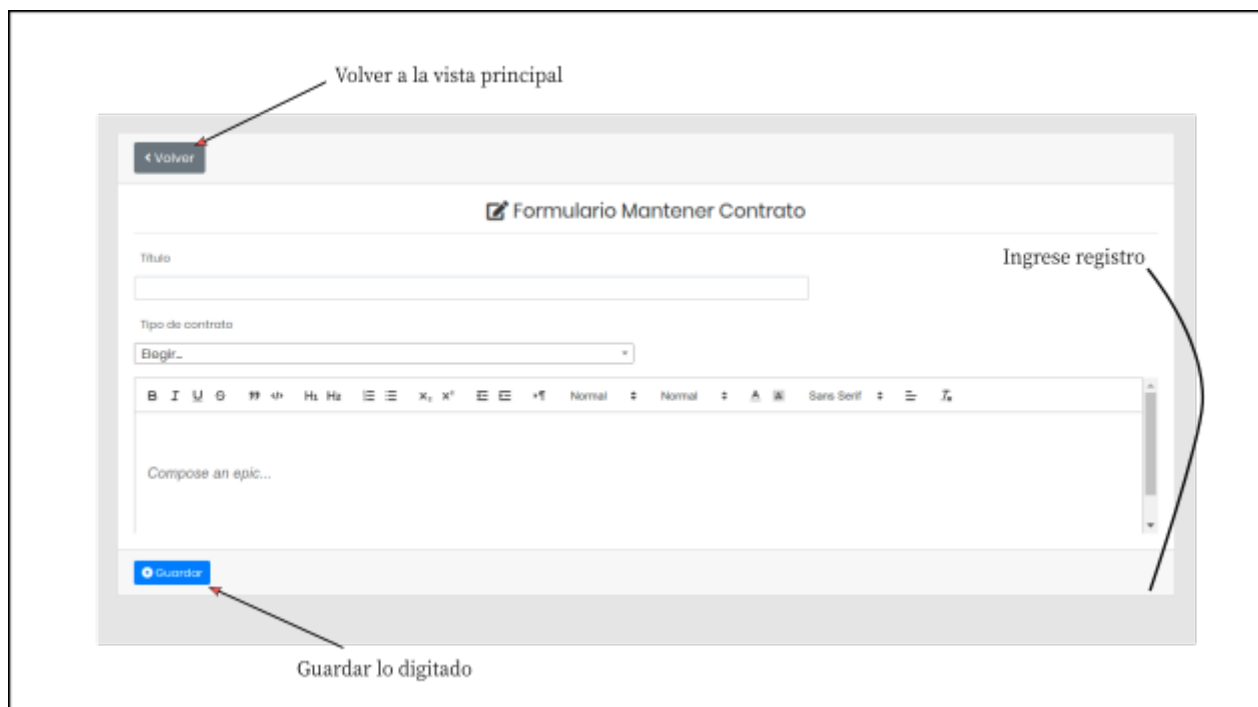 Volver a la vista principal
Volver
Formulario Mantener Contrato
Ingrese registro
Título
Tipo de contrato
Elegir...
B I U S " </> H1 H2 x₂ x² ¶ Normal Normal A A Sans Serif Tx
Compose an epic...
Guardar
Guardar lo digitado